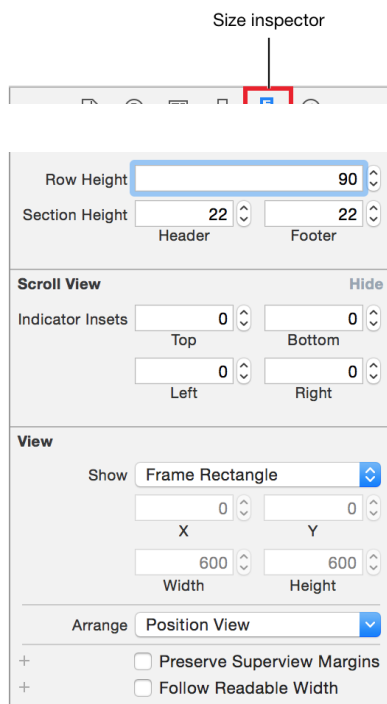 Size inspector
Row Height 90
Section Height 22 22
Header Footer
Scroll View Hide
Indicator Insets 0 0
Top Bottom
0 0
Left Right
View
Show Frame Rectangle
0 0
X Y
600 600
Width Height
Arrange Position View
+ Preserve Superview Margins
+ Follow Readable Width